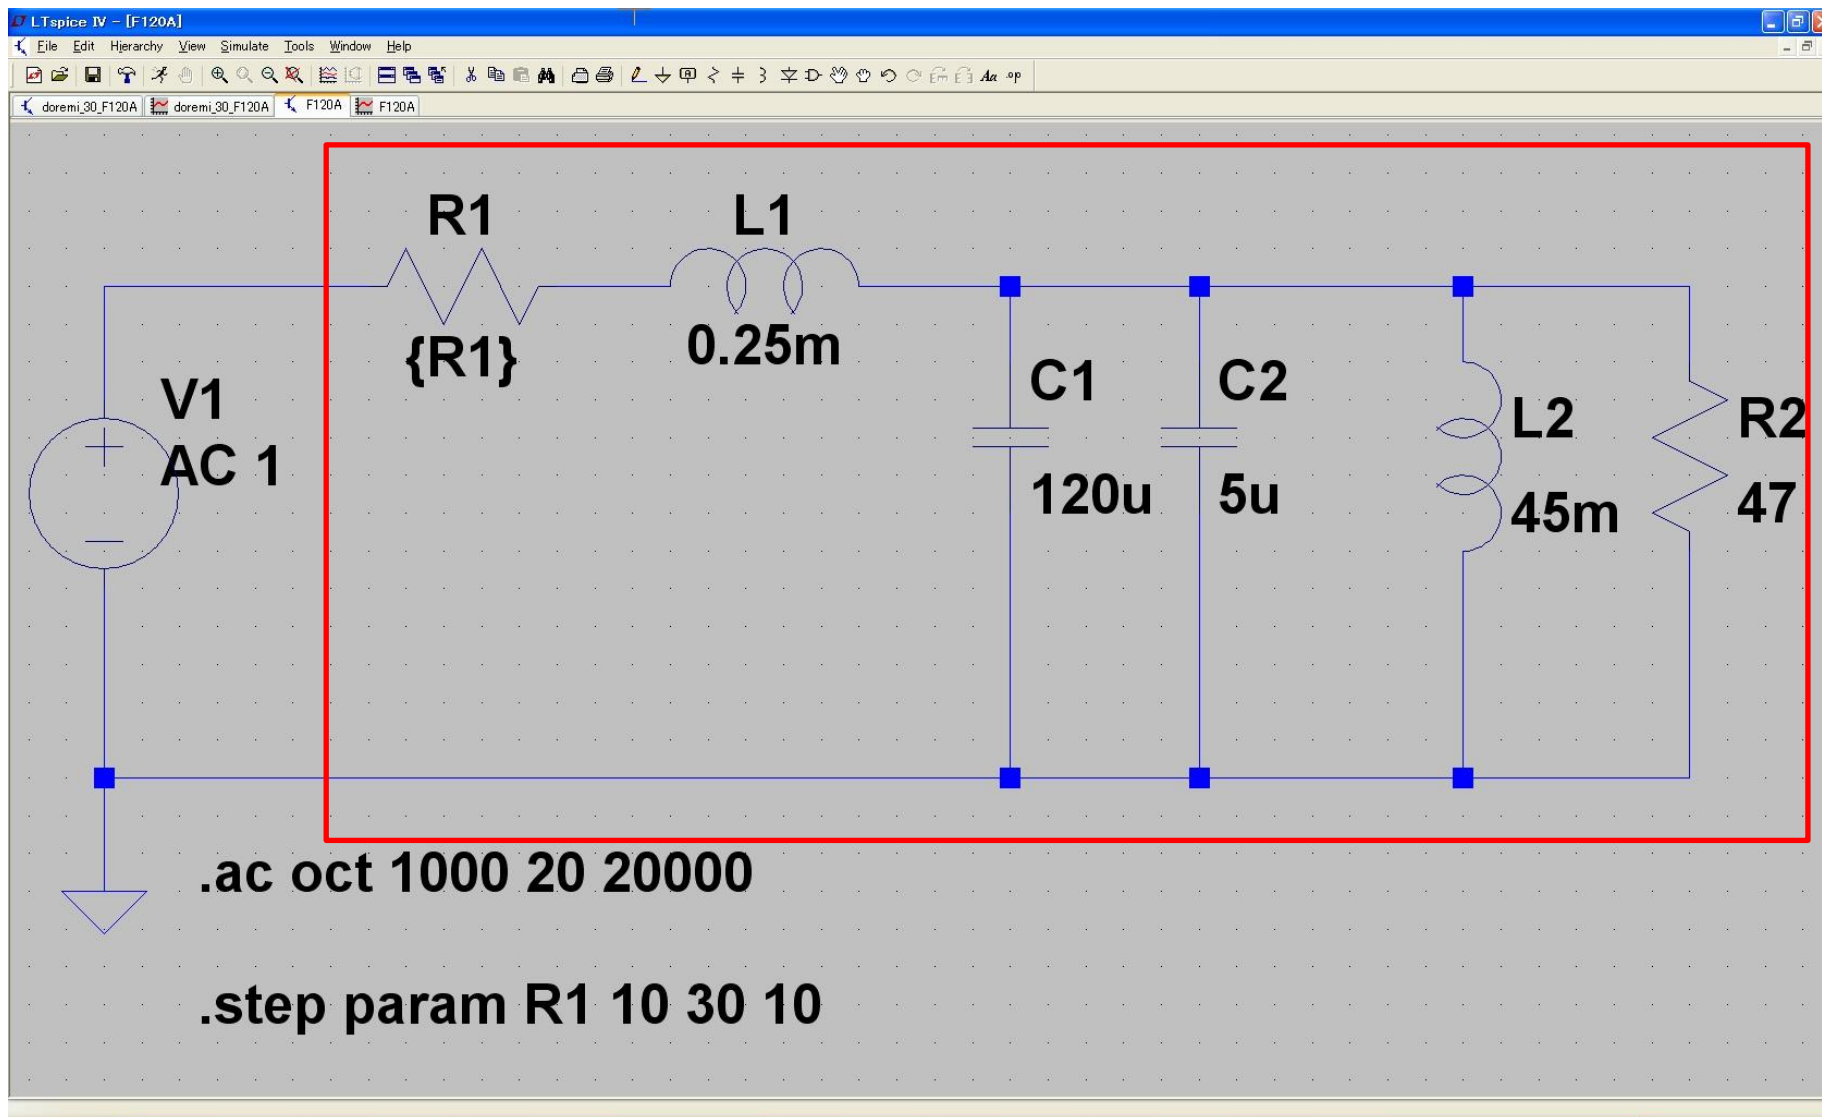 LTspice IV - [F120A]
File Edit Hierarchy View Simulate Tools Window Help
Aa .op
doremi_30_F120A doremi_30_F120A F120A F120A
R1
L1
{R1}
0.25m
V1
AC 1
C1
C2
L2
R2
120u
5u
45m
47
.ac oct 1000 20 20000
.step param R1 10 30 10